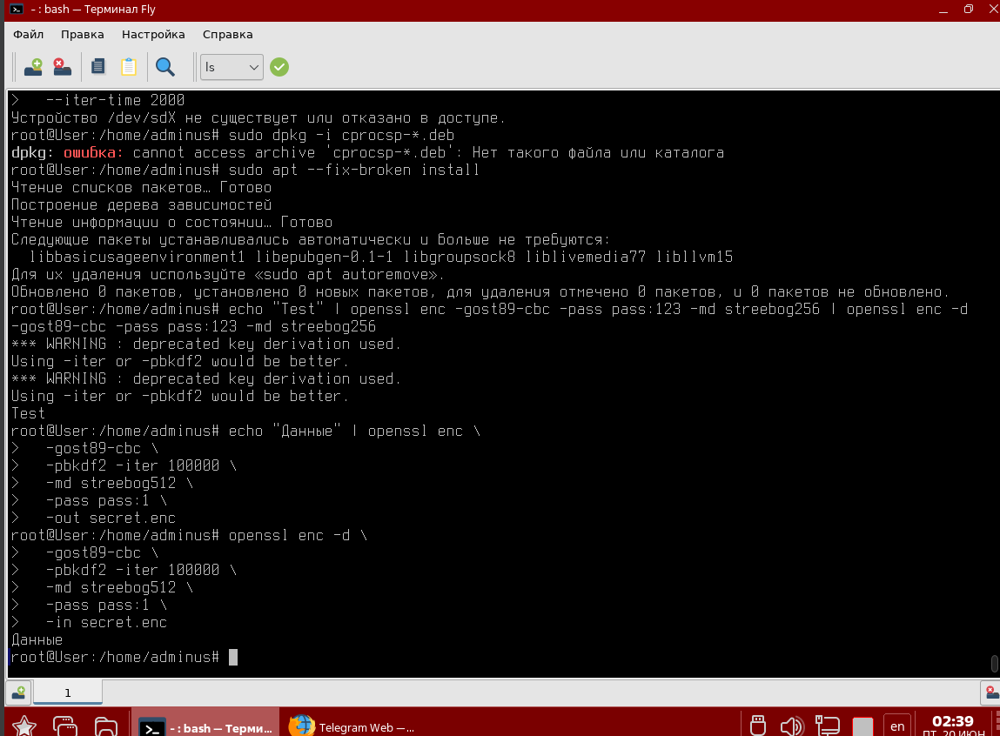 - : bash — Терминал Fly
Файл Правка Настройка Справка
ls
>   --iter-time 2000
Устройство /dev/sdX не существует или отказано в доступе.
root@User:/home/adminus# sudo dpkg -i cprocsp-*.deb
dpkg: ошибка: cannot access archive 'cprocsp-*.deb': Нет такого файла или каталога
root@User:/home/adminus# sudo apt --fix-broken install
Чтение списков пакетов… Готово
Построение дерева зависимостей
Чтение информации о состоянии… Готово
Следующие пакеты устанавливались автоматически и больше не требуются:
  libbasicusageenvironment1 libepubgen-0.1-1 libgroupsock8 liblivemedia77 libllvm15
Для их удаления используйте «sudo apt autoremove».
Обновлено 0 пакетов, установлено 0 новых пакетов, для удаления отмечено 0 пакетов, и 0 пакетов не обновлено.
root@User:/home/adminus# echo "Test" | openssl enc -gost89-cbc -pass pass:123 -md streebog256 | openssl enc -d
-gost89-cbc -pass pass:123 -md streebog256
*** WARNING : deprecated key derivation used.
Using -iter or -pbkdf2 would be better.
*** WARNING : deprecated key derivation used.
Using -iter or -pbkdf2 would be better.
Test
root@User:/home/adminus# echo "Данные" | openssl enc \
>   -gost89-cbc \
>   -pbkdf2 -iter 100000 \
>   -md streebog512 \
>   -pass pass:1 \
>   -out secret.enc
root@User:/home/adminus# openssl enc -d \
>   -gost89-cbc \
>   -pbkdf2 -iter 100000 \
>   -md streebog512 \
>   -pass pass:1 \
>   -in secret.enc
Данные
root@User:/home/adminus#
1
- : bash — Терми...
Telegram Web —...
en
02:39
ПТ, 20 ИЮН